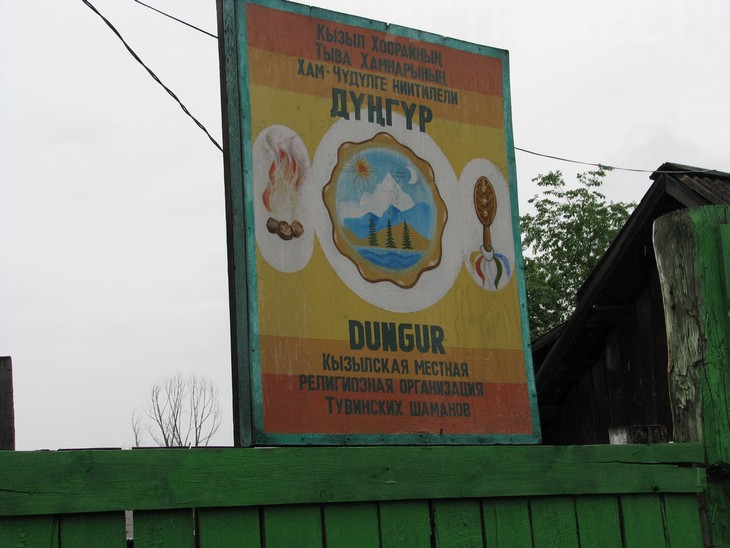 КЫЗЫЛ ХООРАЙНЫҢ
ТЫВА ХАМНАРЫНЫҢ
ХАМ-ЧҮДҮЛГЕ НИИТИЛЕЛИ
ДҮҢГҮР
DUNGUR
КЫЗЫЛСКАЯ МЕСТНАЯ
РЕЛИГИОЗНАЯ ОРГАНИЗАЦИЯ
ТУВИНСКИХ ШАМАНОВ